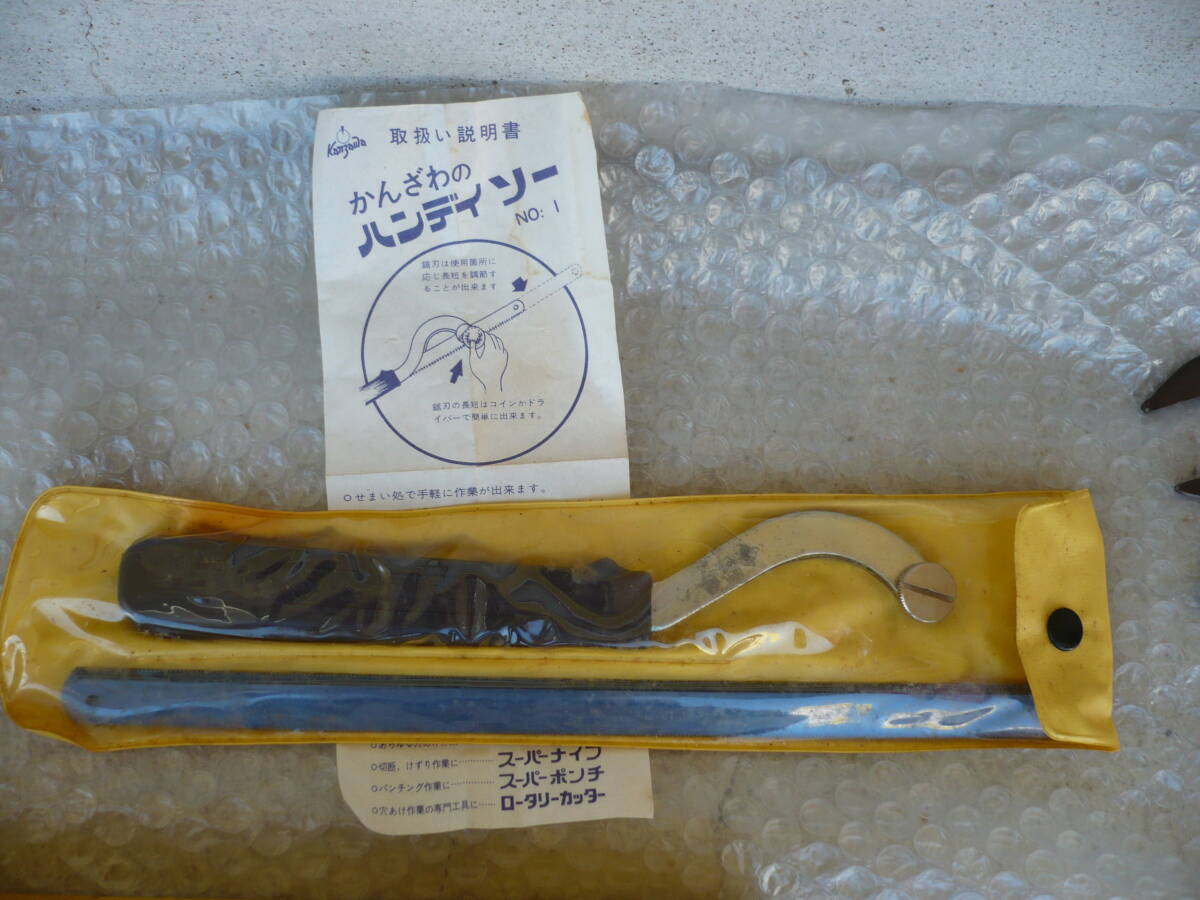 Kanzawa
取扱い説明書
かんざわの
ハンディソー
NO: 1
鋸刃は使用箇所に
応じ長短を調節す
ることが出来ます
鋸刃の長短はコインかドラ
イバーで簡単に出来ます。
○せまい処で手軽に作業が出来ます。
スーパーナイフ
○切断、けずり作業に…………
スーパーポンチ
○パンチング作業に…………
ロータリーカッター
○穴あけ作業の専門工具に……